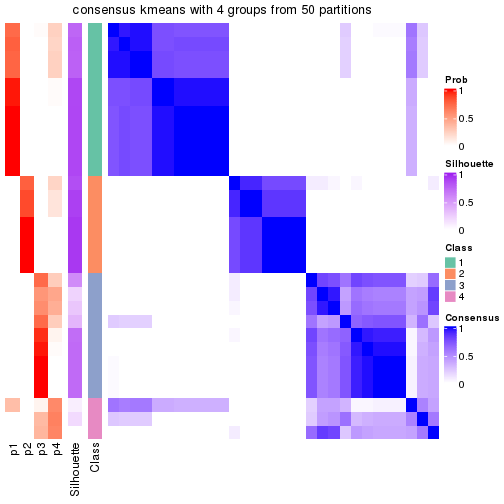 consensus kmeans with 4 groups from 50 partitions
Prob
1
0.5
0
Silhouette
1
0.5
0
Class
1
2
3
4
Consensus
1
0.5
0
p1
p2
p3
p4
Silhouette
Class